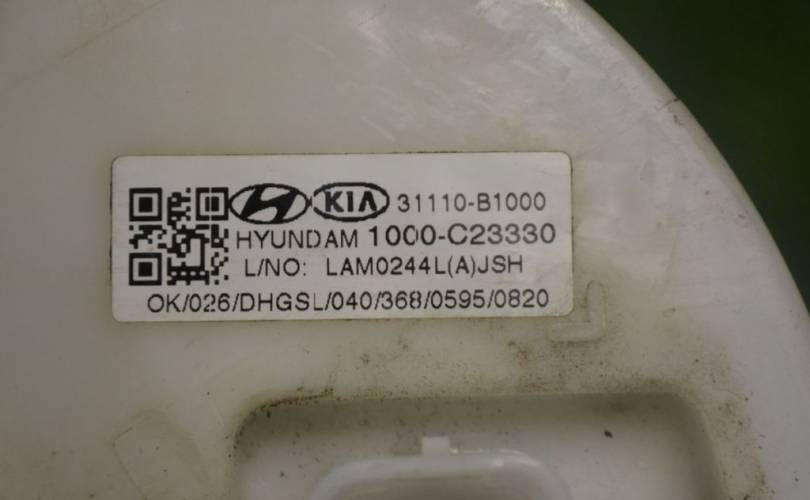 KIA 31110-B1000
HYUNDAM 1000-C23330
L/NO: LAM0244L(A)JSH
OK/026/DHGSL/040/368/0595/0820